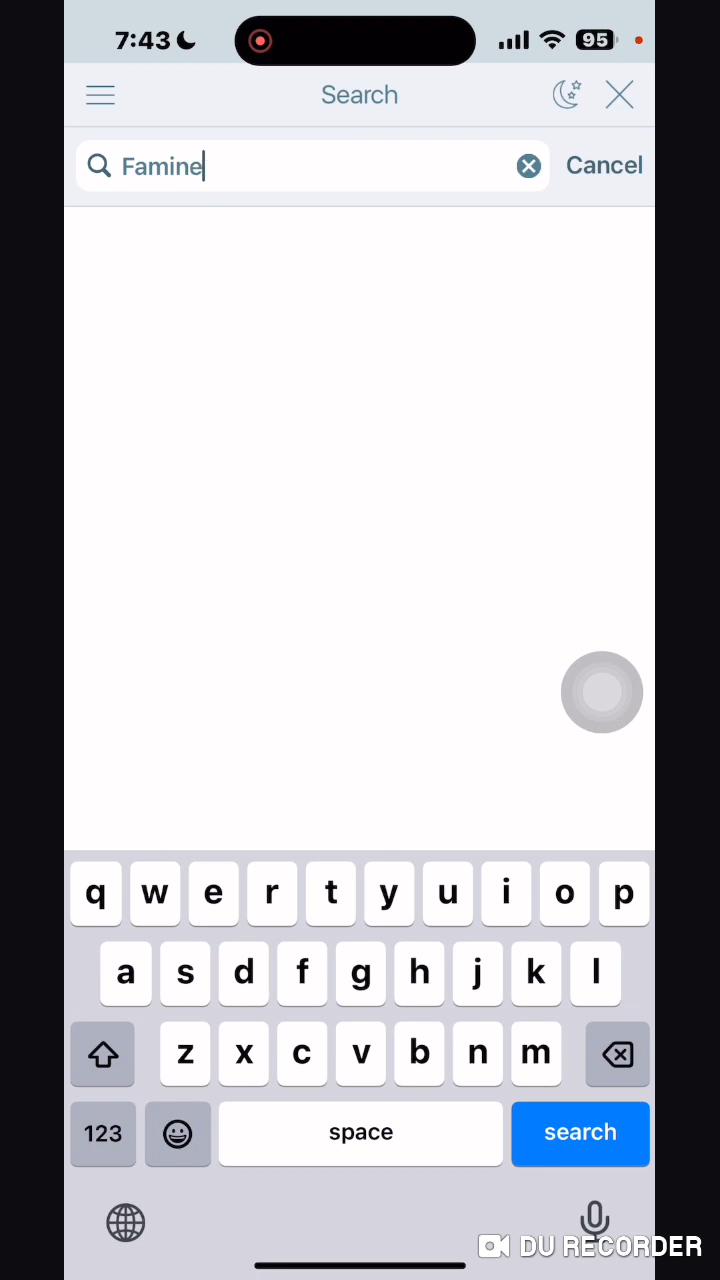 7:43
95
Search
Famine
Cancel
q w e r t y u i o p
a s d f g h j k l
z x c v b n m
123 space search
DU RECORDER